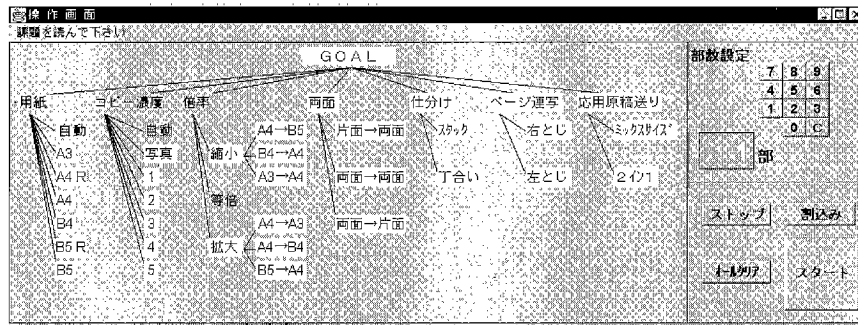 操作画面
課題を読んで下さい
GOAL
用紙 コピー濃度 倍率 両面 仕分け ページ連写 応用原稿送り
自動 自動 A4→B5 片面→両面 スタック 右とじ ミックスサイズ
A3 写真 縮小 B4→A4
A4R 1 A3→A4 両面→両面 丁合い 左とじ 2イン1
A4 2 等倍
B4 3 A4→A3 両面→片面
B5R 4 拡大 A4→B4
B5 5 B5→A4
部数設定
7 8 9
4 5 6
1 2 3
0 C
1 部
ストップ 割込み
オールクリア スタート